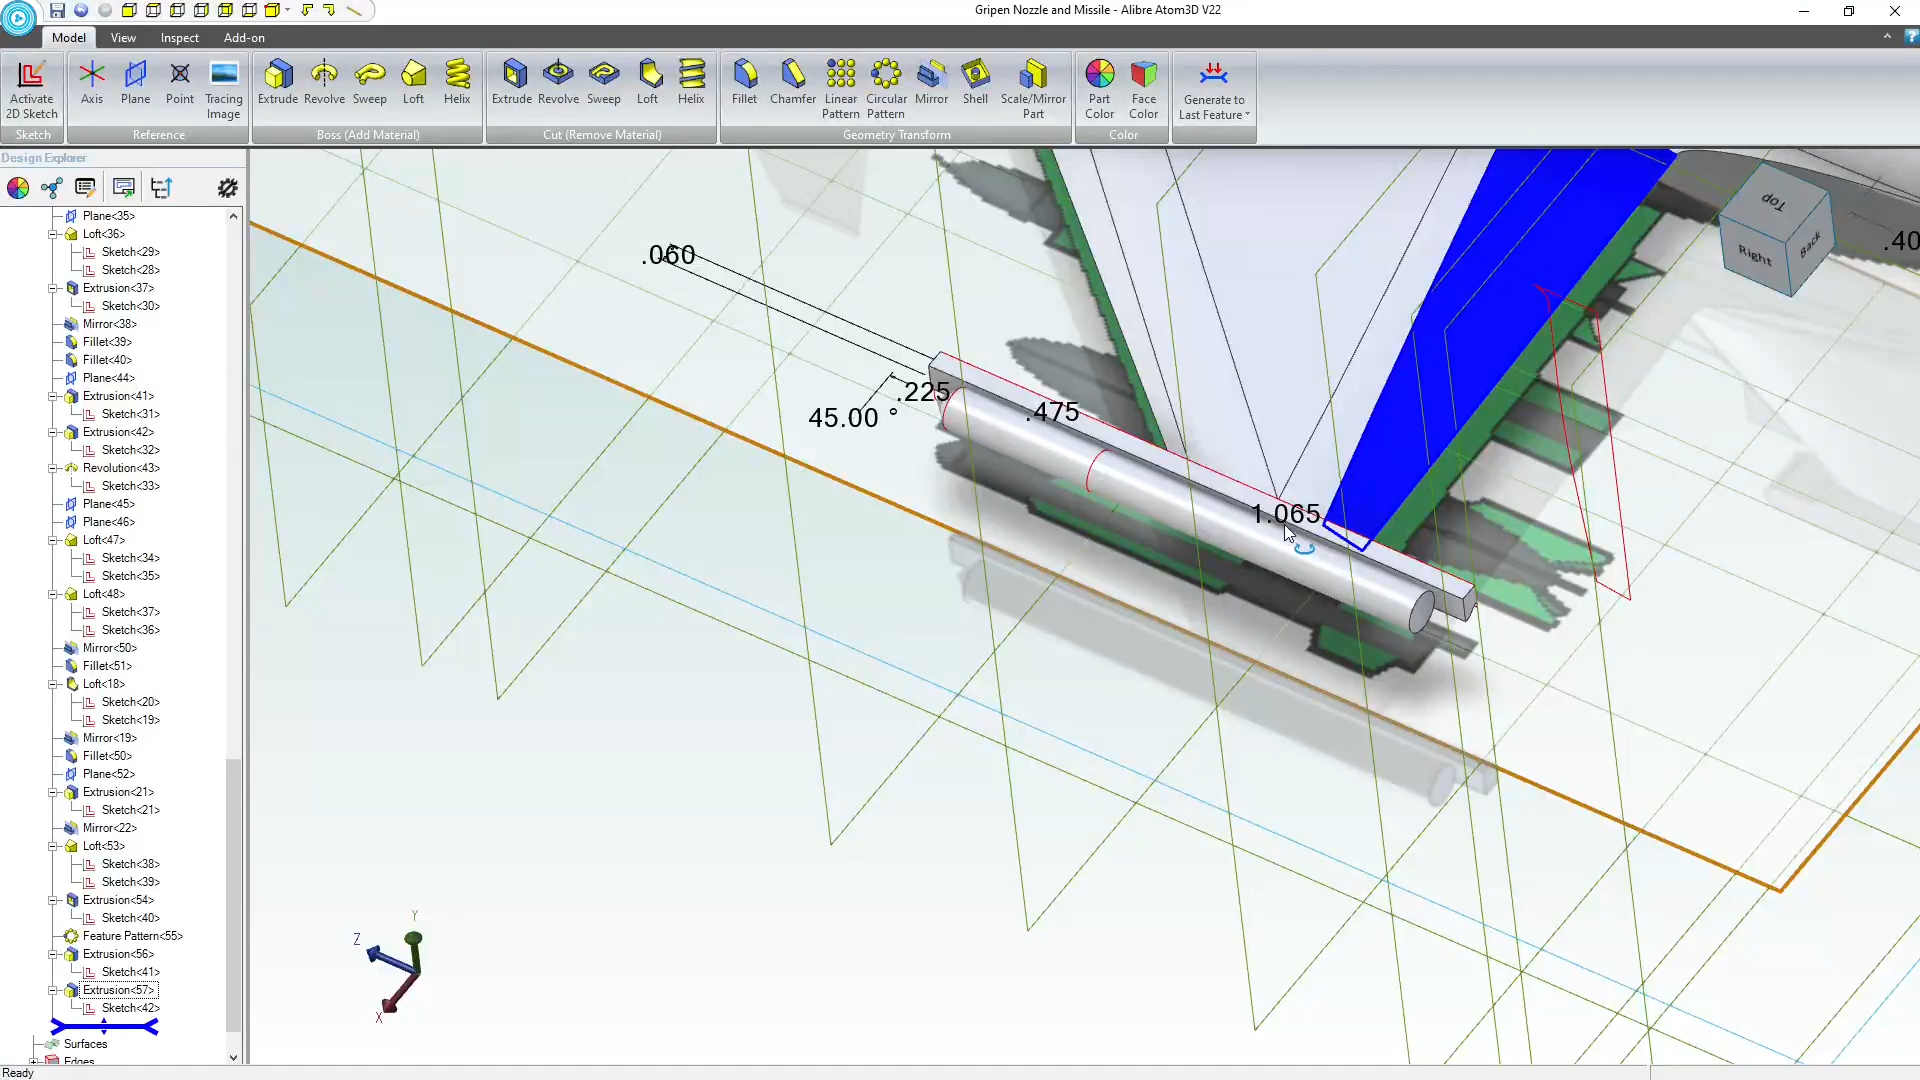 Gripen Nozzle and Missile - Alibre Atom3D V22
Model View Inspect Add-on
Activate 2D Sketch
Axis
Plane
Point
Tracing Image
Extrude
Revolve
Sweep
Loft
Helix
Extrude
Revolve
Sweep
Loft
Helix
Fillet
Chamfer
Linear Pattern
Circular Pattern
Mirror
Shell
Scale/Mirror Part
Part Color
Face Color
Generate to Last Feature
Sketch
Reference
Boss (Add Material)
Cut (Remove Material)
Geometry Transform
Color
Design Explorer
Plane<35>
Loft<36>
Sketch<29>
Sketch<28>
Extrusion<37>
Sketch<30>
Mirror<38>
Fillet<39>
Fillet<40>
Plane<44>
Extrusion<41>
Sketch<31>
Extrusion<42>
Sketch<32>
Revolution<43>
Sketch<33>
Plane<45>
Plane<46>
Loft<47>
Sketch<34>
Sketch<35>
Loft<48>
Sketch<37>
Sketch<36>
Mirror<50>
Fillet<51>
Loft<18>
Sketch<20>
Sketch<19>
Mirror<19>
Fillet<50>
Plane<52>
Extrusion<21>
Sketch<21>
Mirror<22>
Loft<53>
Sketch<38>
Sketch<39>
Extrusion<54>
Sketch<40>
Feature Pattern<55>
Extrusion<56>
Sketch<41>
Extrusion<57>
Sketch<42>
Surfaces
Edges
.060
.225
45.00 °
.475
1.065
.40
Top
Right
Back
Y
Z
X
Ready